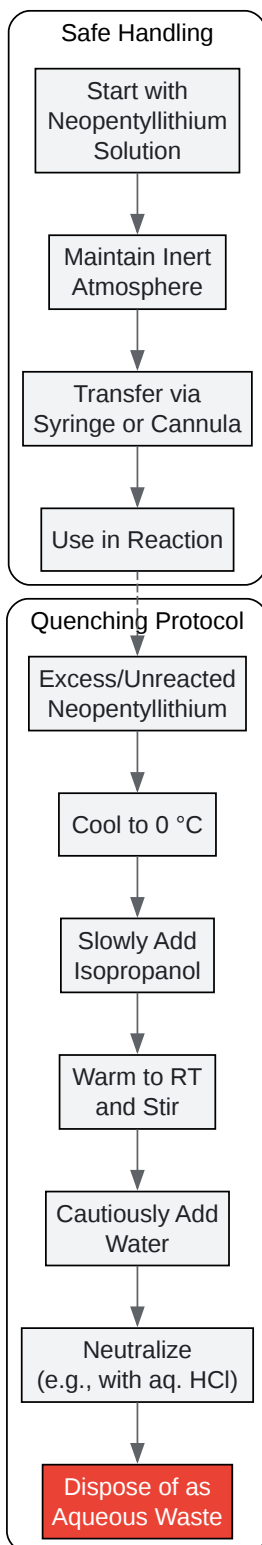 Safe Handling
Start with
Neopentyllithium
Solution
Maintain Inert
Atmosphere
Transfer via
Syringe or Cannula
Use in Reaction
Quenching Protocol
Excess/Unreacted
Neopentyllithium
Cool to 0 °C
Slowly Add
Isopropanol
Warm to RT
and Stir
Cautiously Add
Water
Neutralize
(e.g., with aq. HCl)
Dispose of as
Aqueous Waste